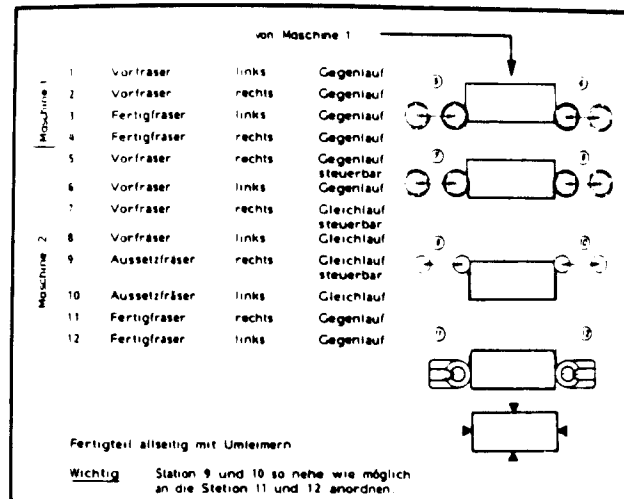 von Maschine 1
Maschine 1
1 Vorfräser links Gegenlauf
2 Vorfräser rechts Gegenlauf
3 Fertigfräser links Gegenlauf
4 Fertigfräser rechts Gegenlauf
Maschine 2
5 Vorfräser rechts Gegenlauf
steuerbar
6 Vorfräser links Gegenlauf
7 Vorfräser rechts Gleichlauf
steuerbar
8 Vorfräser links Gleichlauf
9 Aussetzfräser rechts Gleichlauf
steuerbar
10 Aussetzfräser links Gleichlauf
11 Fertigfräser rechts Gegenlauf
12 Fertigfräser links Gegenlauf
Fertigteil allseitig mit Umleimern
Wichtig Station 9 und 10 so nehe wie möglich
an die Stetion 11 und 12 anordnen.